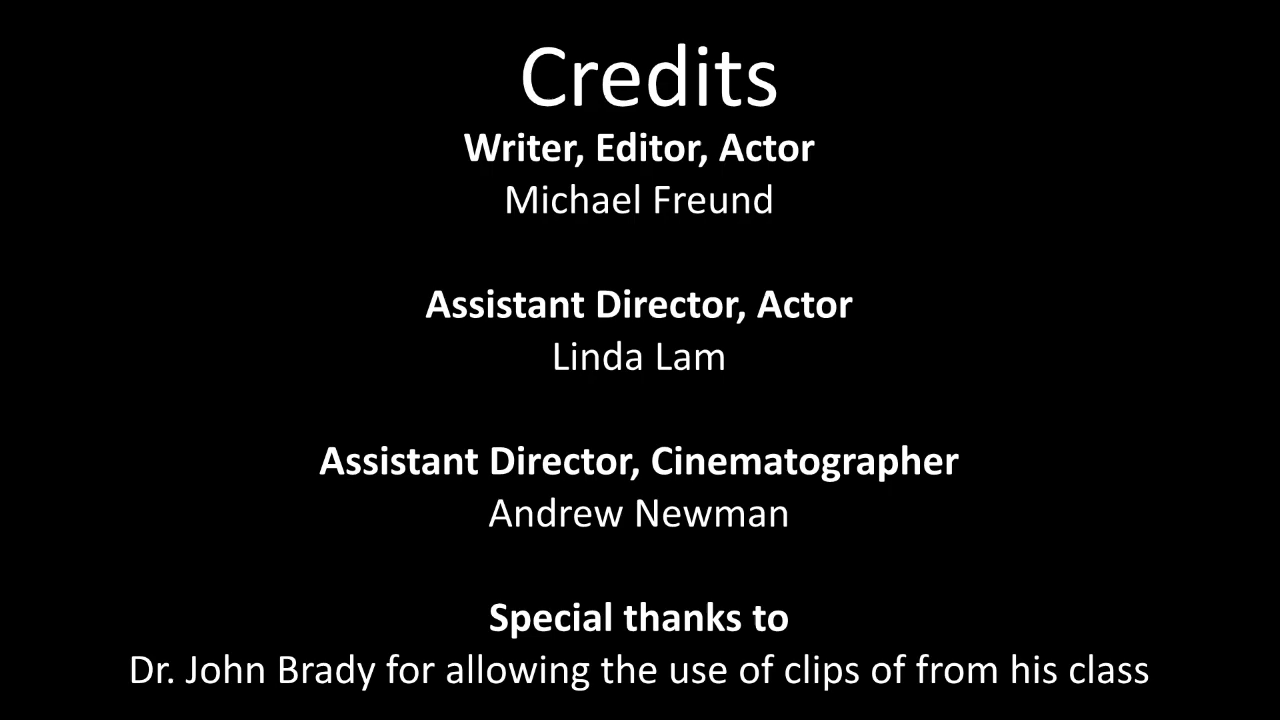 Credits
Writer, Editor, Actor
Michael Freund
Assistant Director, Actor
Linda Lam
Assistant Director, Cinematographer
Andrew Newman
Special thanks to
Dr. John Brady for allowing the use of clips of from his class